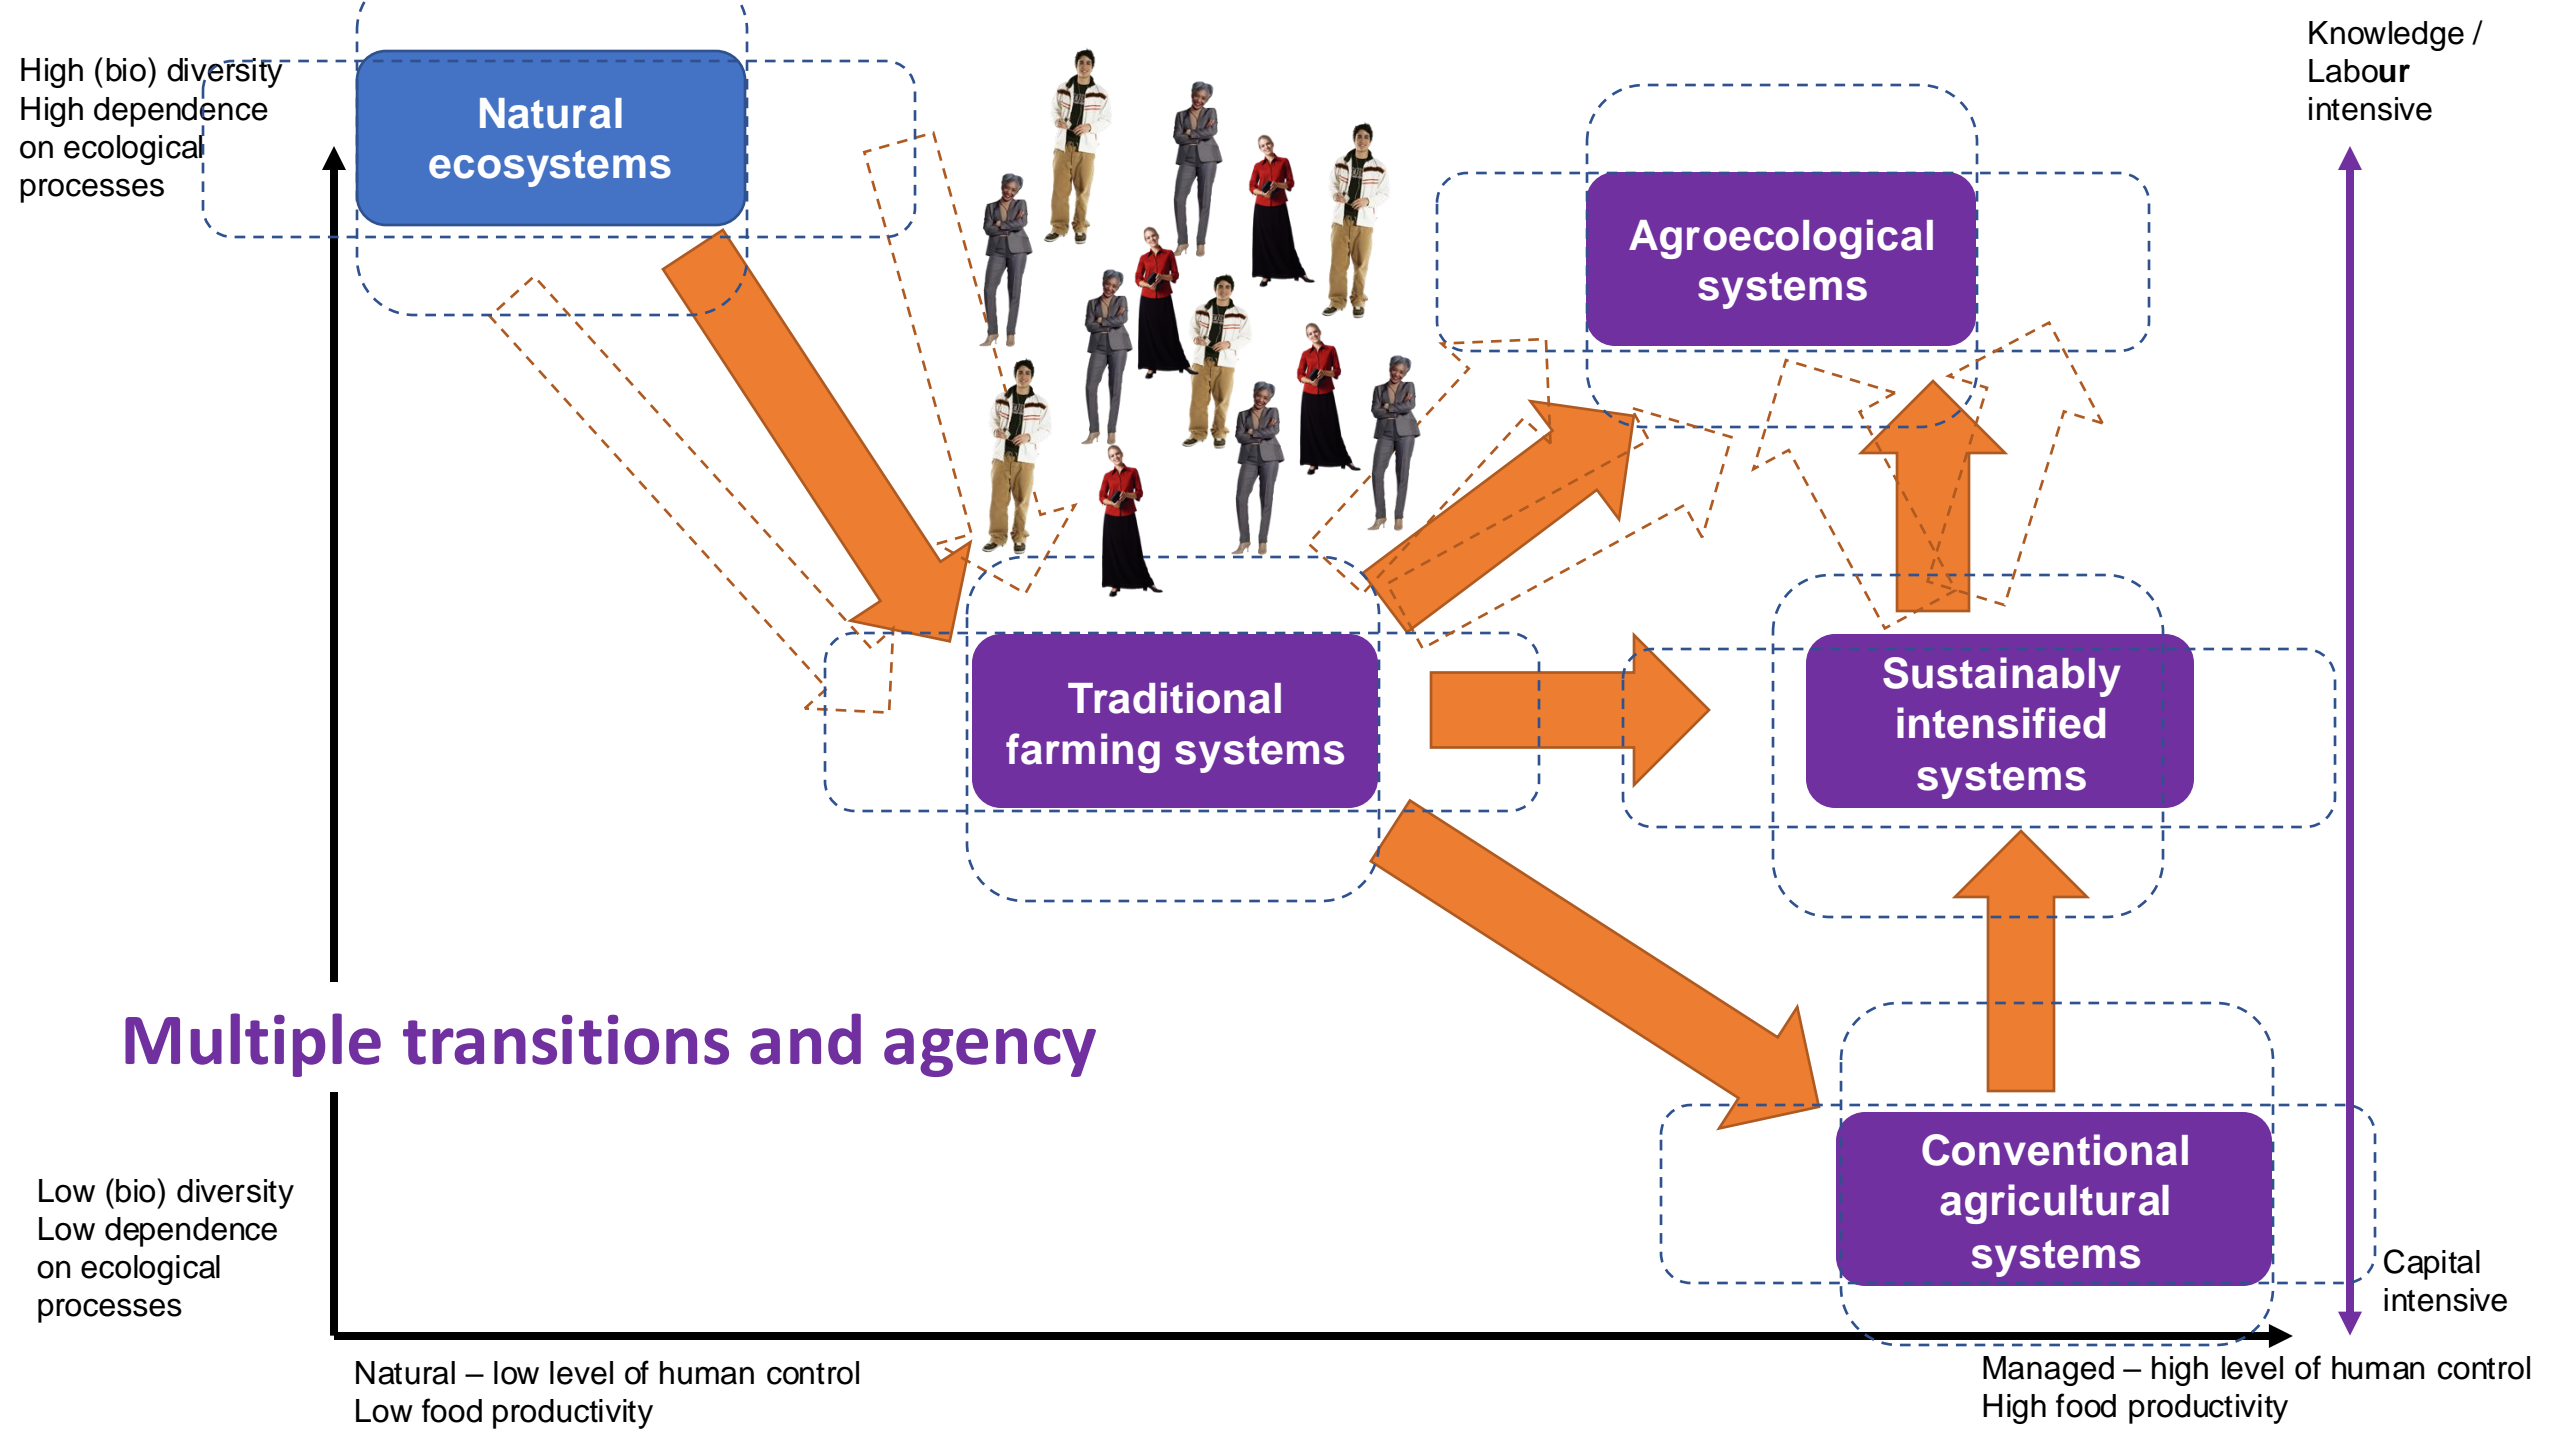 High (bio) diversity
High dependence
on ecological
processes
Natural
ecosystems
Knowledge /
Labour
intensive
Agroecological
systems
Traditional
farming systems
Sustainably
intensified
systems
Multiple transitions and agency
Conventional
agricultural
systems
Low (bio) diversity
Low dependence
on ecological
processes
Capital
intensive
Natural – low level of human control
Low food productivity
Managed – high level of human control
High food productivity